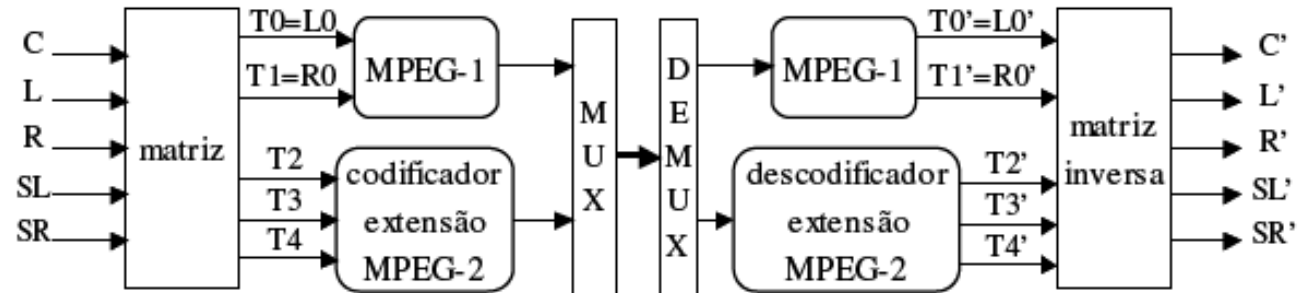 C
L
R
SL
SR
matriz
T0=L0
T1=R0
T2
T3
T4
MPEG-1
codificador
extensão
MPEG-2
M
U
X
D
E
M
U
X
MPEG-1
descodificador
extensão
MPEG-2
T0'=L0'
T1'=R0'
T2'
T3'
T4'
matriz
inversa
C'
L'
R'
SL'
SR'